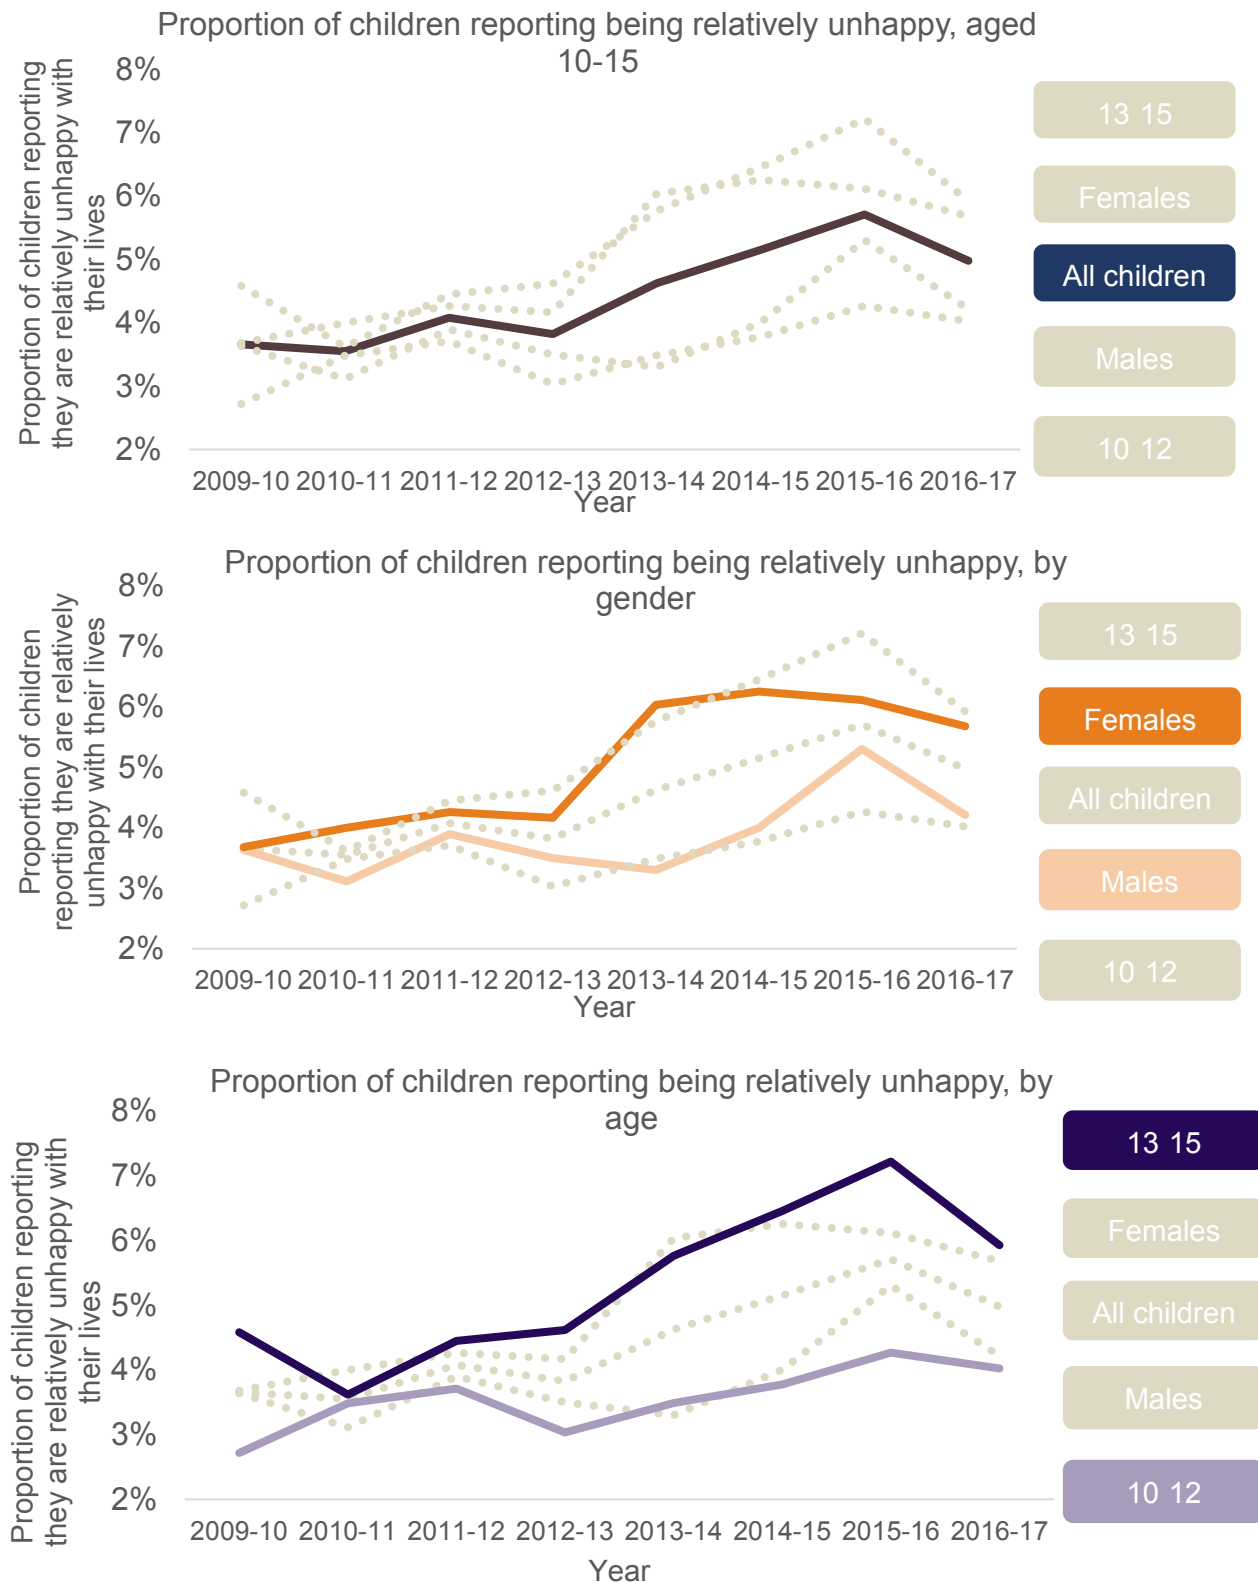 Proportion of children reporting being relatively unhappy, aged
10-15
Proportion of children reporting
they are relatively unhappy with
their lives
8%
7%
6%
5%
4%
3%
2%
2009-10 2010-11 2011-12 2012-13 2013-14 2014-15 2015-16 2016-17
Year
13 15
Females
All children
Males
10 12
Proportion of children reporting being relatively unhappy, by
gender
Proportion of children
reporting they are relatively
unhappy with their lives
8%
7%
6%
5%
4%
3%
2%
2009-10 2010-11 2011-12 2012-13 2013-14 2014-15 2015-16 2016-17
Year
13 15
Females
All children
Males
10 12
Proportion of children reporting being relatively unhappy, by
age
Proportion of children reporting
they are relatively unhappy with
their lives
8%
7%
6%
5%
4%
3%
2%
2009-10 2010-11 2011-12 2012-13 2013-14 2014-15 2015-16 2016-17
Year
13 15
Females
All children
Males
10 12